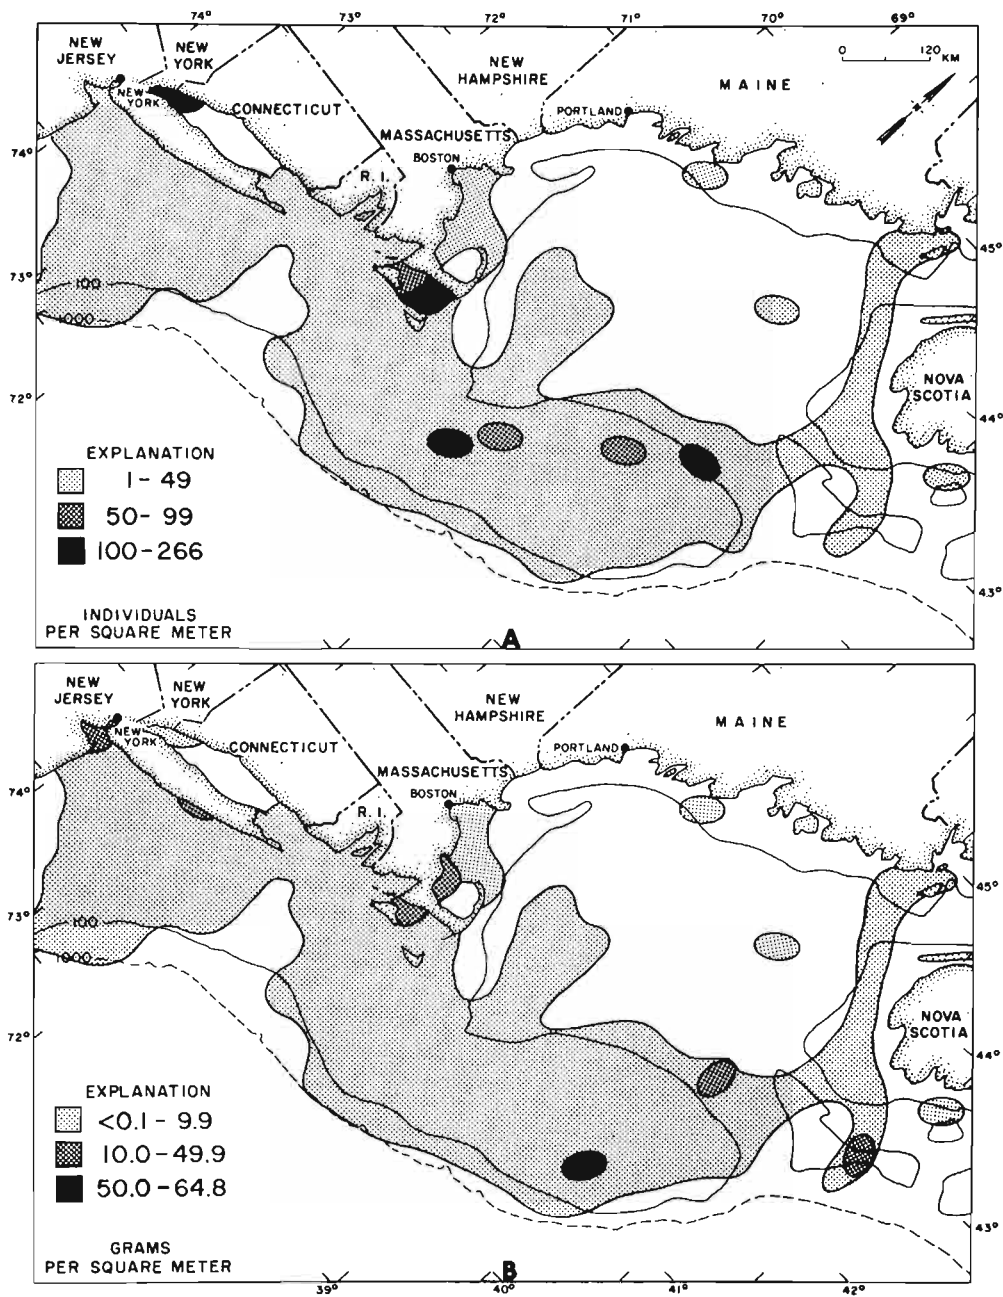 74°
73°
72°
71°
70°
69°
NEW
JERSEY
NEW
YORK
NEW
YORK
CONNECTICUT
NEW
HAMPSHIRE
MAINE
0 120 KM
PORTLAND
MASSACHUSETTS
BOSTON
R. I.
74°
73°
72°
45°
44°
43°
100
1000
NOVA
SCOTIA
EXPLANATION
1 - 49
50 - 99
100 - 266
INDIVIDUALS
PER SQUARE METER
A
NEW
JERSEY
NEW
YORK
NEW
YORK
CONNECTICUT
NEW
HAMPSHIRE
MAINE
PORTLAND
MASSACHUSETTS
BOSTON
R. I.
74°
73°
72°
45°
44°
43°
100
1000
NOVA
SCOTIA
EXPLANATION
<0.1 - 9.9
10.0-49.9
50.0-64.8
GRAMS
PER SQUARE METER
B
39°
40°
41°
42°